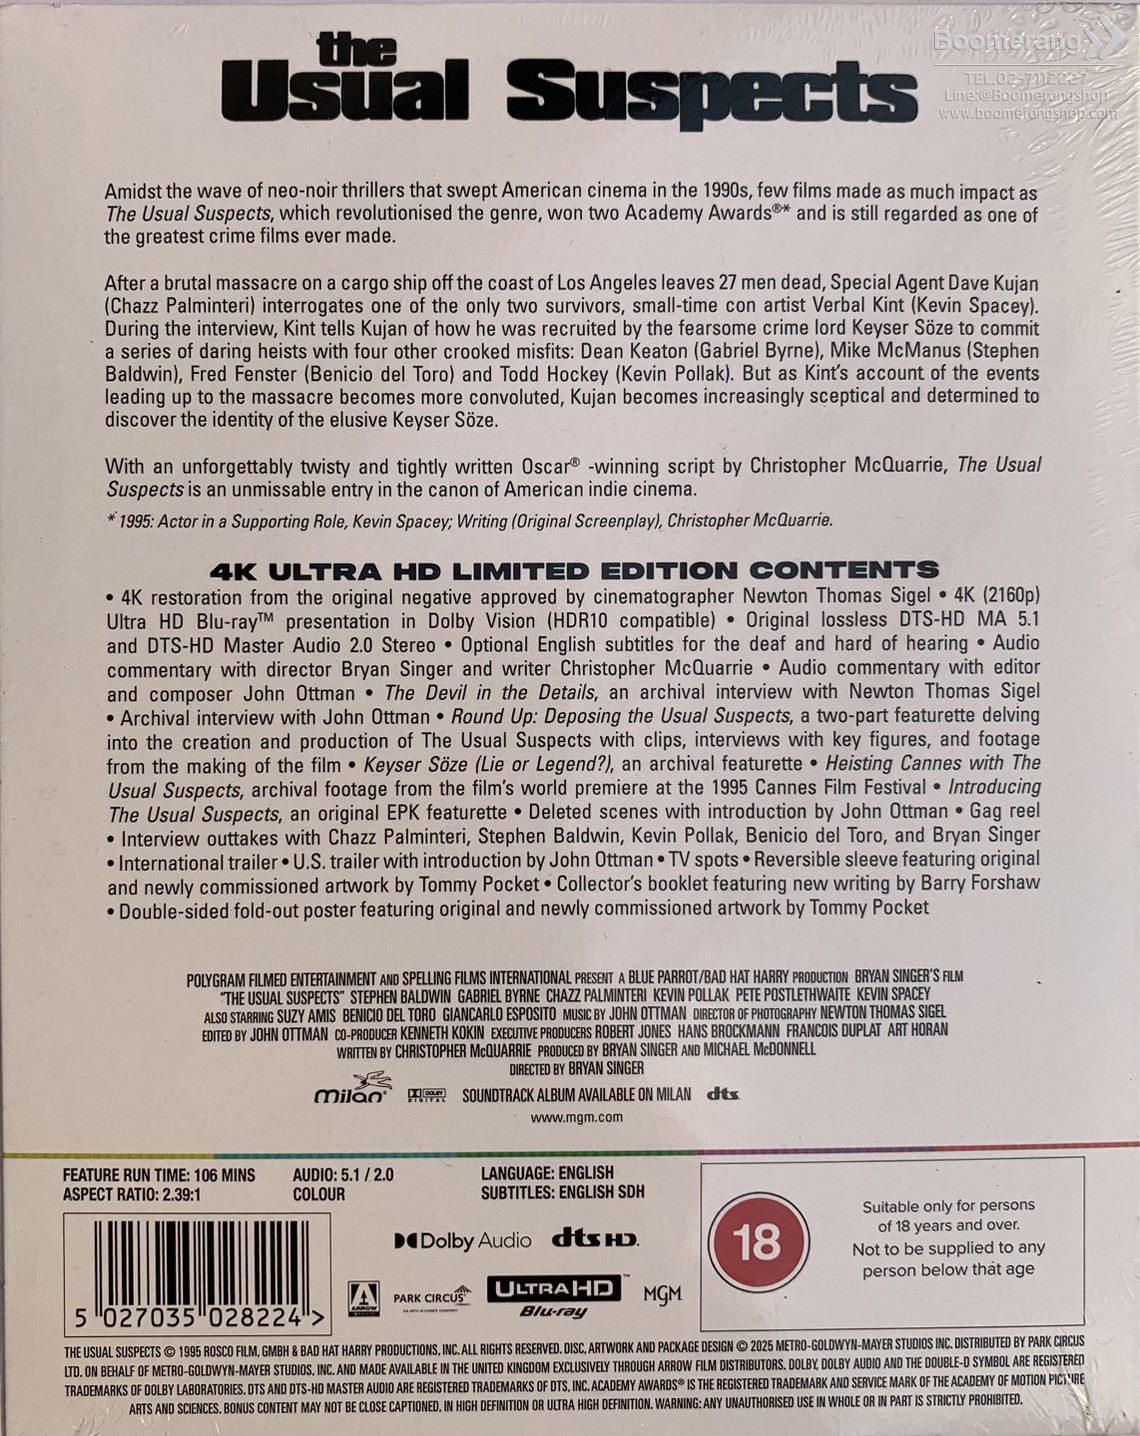 the
Usual Suspects
Boomerang
TEL.02-7112227
Line:@Boomerangshop
www.boomerangshop.com
Amidst the wave of neo-noir thrillers that swept American cinema in the 1990s, few films made as much impact as
The Usual Suspects, which revolutionised the genre, won two Academy Awards®* and is still regarded as one of
the greatest crime films ever made.
After a brutal massacre on a cargo ship off the coast of Los Angeles leaves 27 men dead, Special Agent Dave Kujan
(Chazz Palminteri) interrogates one of the only two survivors, small-time con artist Verbal Kint (Kevin Spacey).
During the interview, Kint tells Kujan of how he was recruited by the fearsome crime lord Keyser Söze to commit
a series of daring heists with four other crooked misfits: Dean Keaton (Gabriel Byrne), Mike McManus (Stephen
Baldwin), Fred Fenster (Benicio del Toro) and Todd Hockey (Kevin Pollak). But as Kint's account of the events
leading up to the massacre becomes more convoluted, Kujan becomes increasingly sceptical and determined to
discover the identity of the elusive Keyser Söze.
With an unforgettably twisty and tightly written Oscar® -winning script by Christopher McQuarrie, The Usual
Suspects is an unmissable entry in the canon of American indie cinema.
* 1995: Actor in a Supporting Role, Kevin Spacey; Writing (Original Screenplay), Christopher McQuarrie.
4K ULTRA HD LIMITED EDITION CONTENTS
• 4K restoration from the original negative approved by cinematographer Newton Thomas Sigel • 4K (2160p)
Ultra HD Blu-ray™ presentation in Dolby Vision (HDR10 compatible) • Original lossless DTS-HD MA 5.1
and DTS-HD Master Audio 2.0 Stereo • Optional English subtitles for the deaf and hard of hearing • Audio
commentary with director Bryan Singer and writer Christopher McQuarrie • Audio commentary with editor
and composer John Ottman • The Devil in the Details, an archival interview with Newton Thomas Sigel
• Archival interview with John Ottman • Round Up: Deposing the Usual Suspects, a two-part featurette delving
into the creation and production of The Usual Suspects with clips, interviews with key figures, and footage
from the making of the film • Keyser Söze (Lie or Legend?), an archival featurette • Heisting Cannes with The
Usual Suspects, archival footage from the film's world premiere at the 1995 Cannes Film Festival • Introducing
The Usual Suspects, an original EPK featurette • Deleted scenes with introduction by John Ottman • Gag reel
• Interview outtakes with Chazz Palminteri, Stephen Baldwin, Kevin Pollak, Benicio del Toro, and Bryan Singer
• International trailer • U.S. trailer with introduction by John Ottman • TV spots • Reversible sleeve featuring original
and newly commissioned artwork by Tommy Pocket • Collector's booklet featuring new writing by Barry Forshaw
• Double-sided fold-out poster featuring original and newly commissioned artwork by Tommy Pocket
POLYGRAM FILMED ENTERTAINMENT AND SPELLING FILMS INTERNATIONAL PRESENT A BLUE PARROT/BAD HAT HARRY PRODUCTION BRYAN SINGER'S FILM
"THE USUAL SUSPECTS" STEPHEN BALDWIN GABRIEL BYRNE CHAZZ PALMINTERI KEVIN POLLAK PETE POSTLETHWAITE KEVIN SPACEY
ALSO STARRING SUZY AMIS BENICIO DEL TORO GIANCARLO ESPOSITO MUSIC BY JOHN OTTMAN DIRECTOR OF PHOTOGRAPHY NEWTON THOMAS SIGEL
EDITED BY JOHN OTTMAN CO-PRODUCER KENNETH KOKIN EXECUTIVE PRODUCERS ROBERT JONES HANS BROCKMANN FRANCOIS DUPLAT ART HORAN
WRITTEN BY CHRISTOPHER McQUARRIE PRODUCED BY BRYAN SINGER AND MICHAEL McDONNELL
DIRECTED BY BRYAN SINGER
milan DOLBY DIGITAL SOUNDTRACK ALBUM AVAILABLE ON MILAN dts
www.mgm.com
FEATURE RUN TIME: 106 MINS AUDIO: 5.1 / 2.0 LANGUAGE: ENGLISH
ASPECT RATIO: 2.39:1 COLOUR SUBTITLES: ENGLISH SDH
5 027035 028224 >
Dolby Audio dts HD
ARROW PARK CIRCUS ULTRA HD Blu-ray MGM
18
Suitable only for persons
of 18 years and over.
Not to be supplied to any
person below that age
THE USUAL SUSPECTS © 1995 ROSCO FILM, GMBH & BAD HAT HARRY PRODUCTIONS, INC. ALL RIGHTS RESERVED. DISC, ARTWORK AND PACKAGE DESIGN © 2025 METRO-GOLDWYN-MAYER STUDIOS INC. DISTRIBUTED BY PARK CIRCUS
LTD. ON BEHALF OF METRO-GOLDWYN-MAYER STUDIOS, INC. AND MADE AVAILABLE IN THE UNITED KINGDOM EXCLUSIVELY THROUGH ARROW FILM DISTRIBUTORS. DOLBY, DOLBY AUDIO AND THE DOUBLE-D SYMBOL ARE REGISTERED
TRADEMARKS OF DOLBY LABORATORIES. DTS AND DTS-HD MASTER AUDIO ARE REGISTERED TRADEMARKS OF DTS, INC. ACADEMY AWARDS® IS THE REGISTERED TRADEMARK AND SERVICE MARK OF THE ACADEMY OF MOTION PICTURE
ARTS AND SCIENCES. BONUS CONTENT MAY NOT BE CLOSE CAPTIONED, IN HIGH DEFINITION OR ULTRA HIGH DEFINITION. WARNING: ANY UNAUTHORISED USE IN WHOLE OR IN PART IS STRICTLY PROHIBITED.